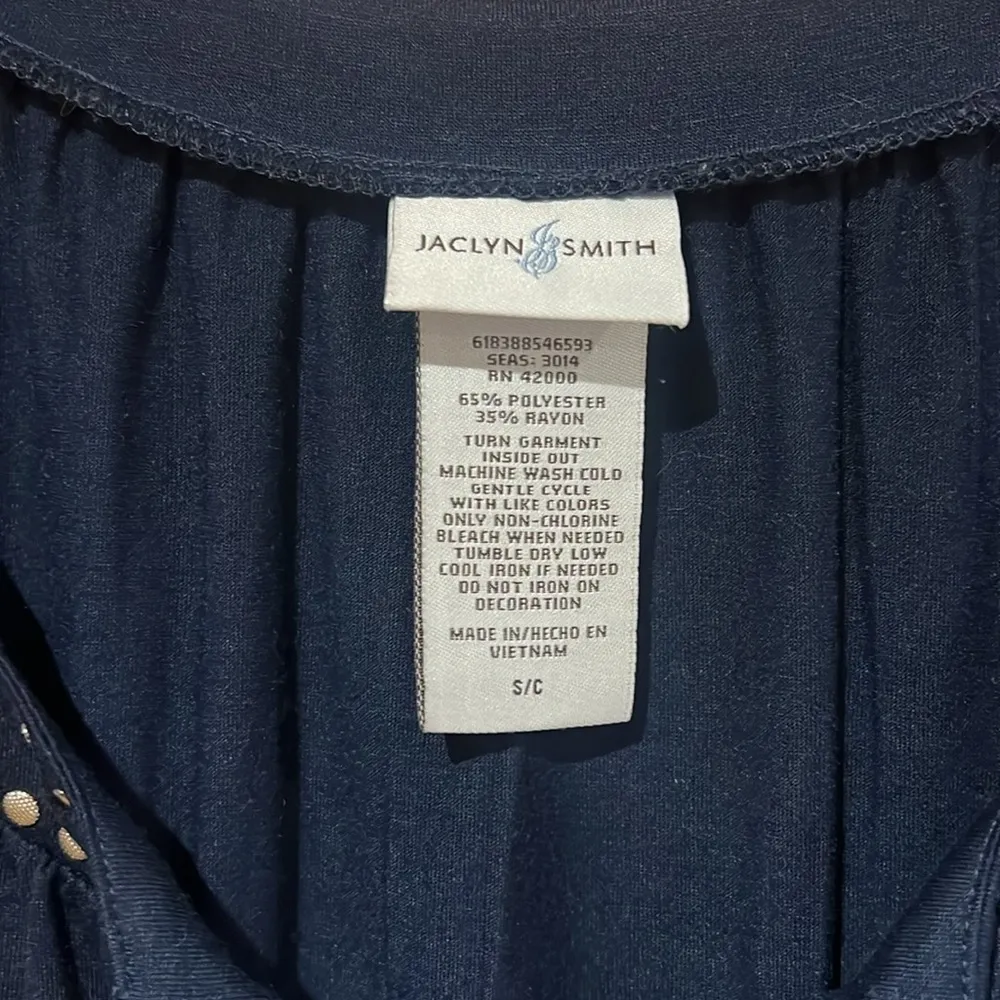 JACLYN SMITH
618388546593
SEAS: 3014
RN 42000
65% POLYESTER
35% RAYON
TURN GARMENT
INSIDE OUT
MACHINE WASH COLD
GENTLE CYCLE
WITH LIKE COLORS
ONLY NON-CHLORINE
BLEACH WHEN NEEDED
TUMBLE DRY LOW
COOL IRON IF NEEDED
DO NOT IRON ON
DECORATION
MADE IN/HECHO EN
VIETNAM
S/C